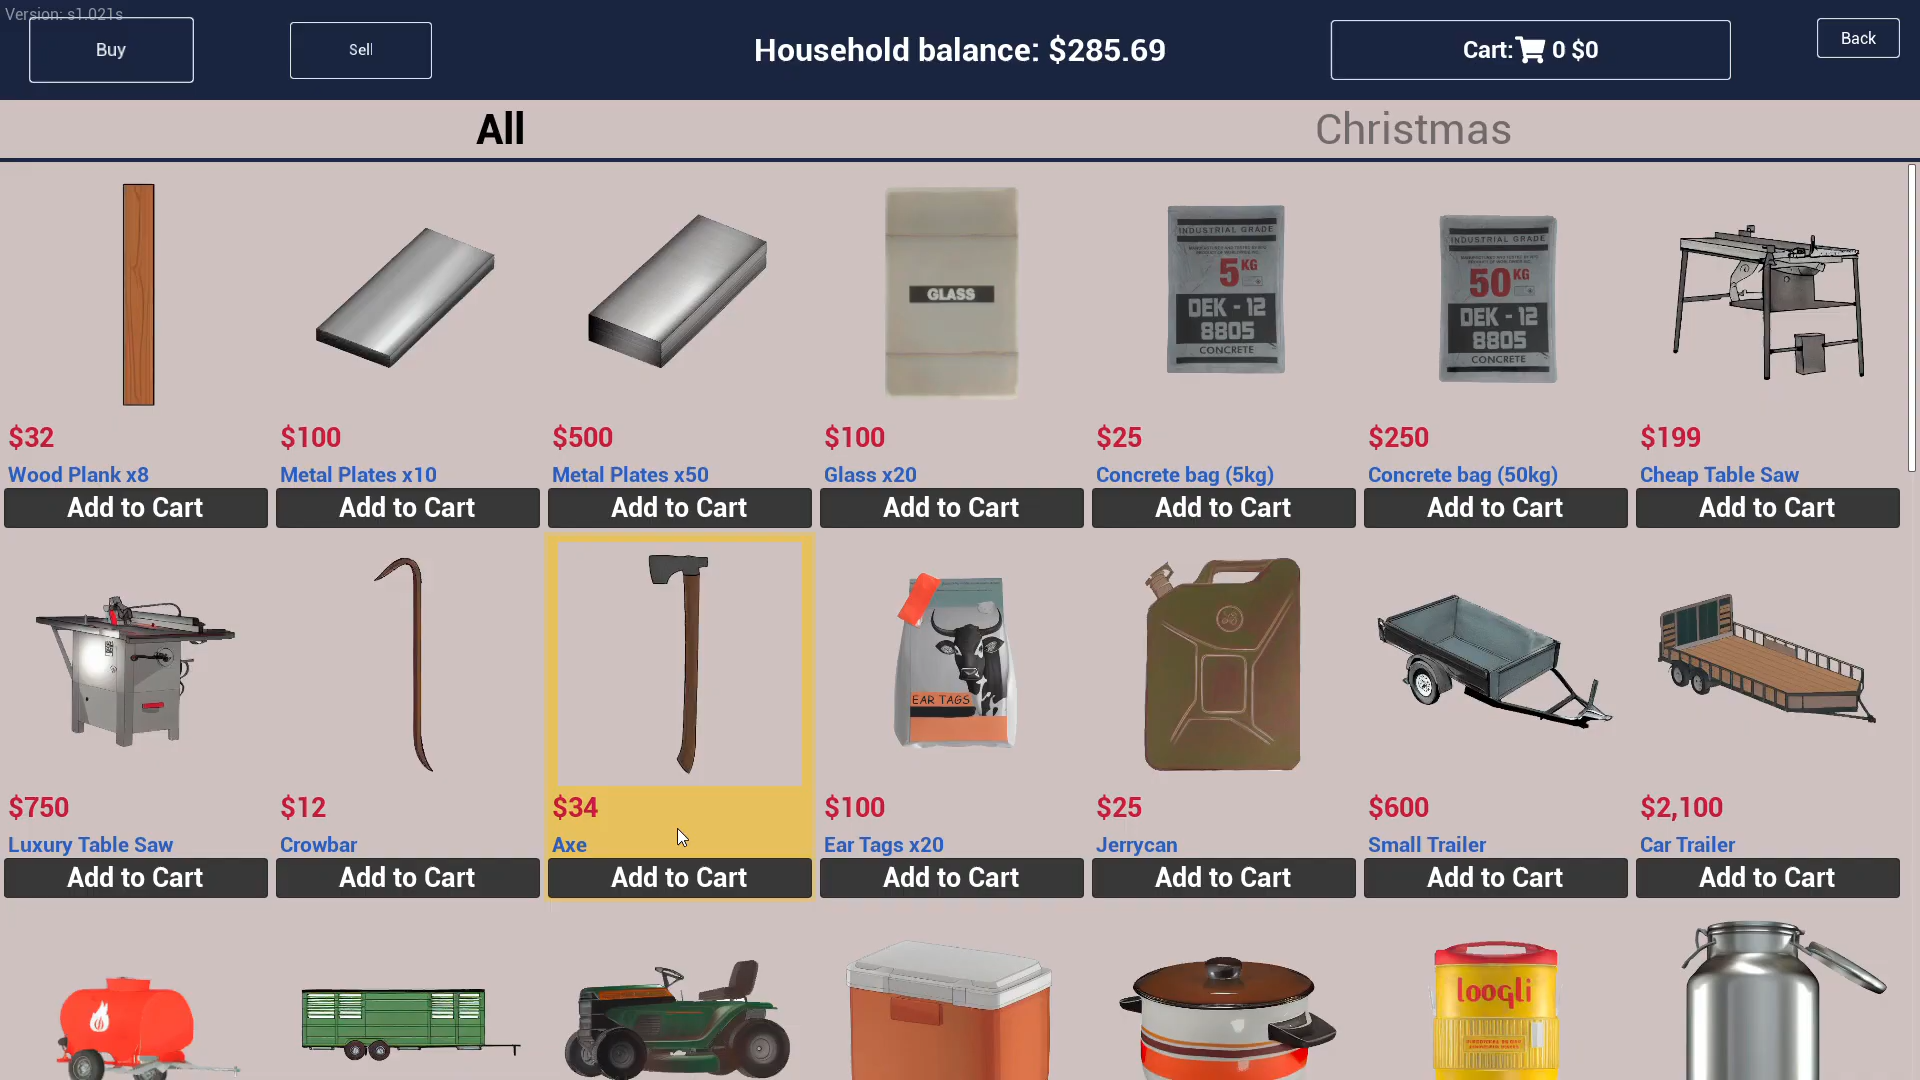 Version: s1.021s
Buy
Sell
Household balance: $285.69
Cart: 0 $0
Back
All
Christmas
GLASS
INDUSTRIAL GRADE
5 KG
DEK - 12
8805
CONCRETE
INDUSTRIAL GRADE
50 KG
DEK - 12
8805
CONCRETE
$32
$100
$500
$100
$25
$250
$199
Wood Plank x8
Metal Plates x10
Metal Plates x50
Glass x20
Concrete bag (5kg)
Concrete bag (50kg)
Cheap Table Saw
Add to Cart
Add to Cart
Add to Cart
Add to Cart
Add to Cart
Add to Cart
Add to Cart
EAR TAGS
$750
$12
$34
$100
$25
$600
$2,100
Luxury Table Saw
Crowbar
Axe
Ear Tags x20
Jerrycan
Small Trailer
Car Trailer
Add to Cart
Add to Cart
Add to Cart
Add to Cart
Add to Cart
Add to Cart
Add to Cart
looqli